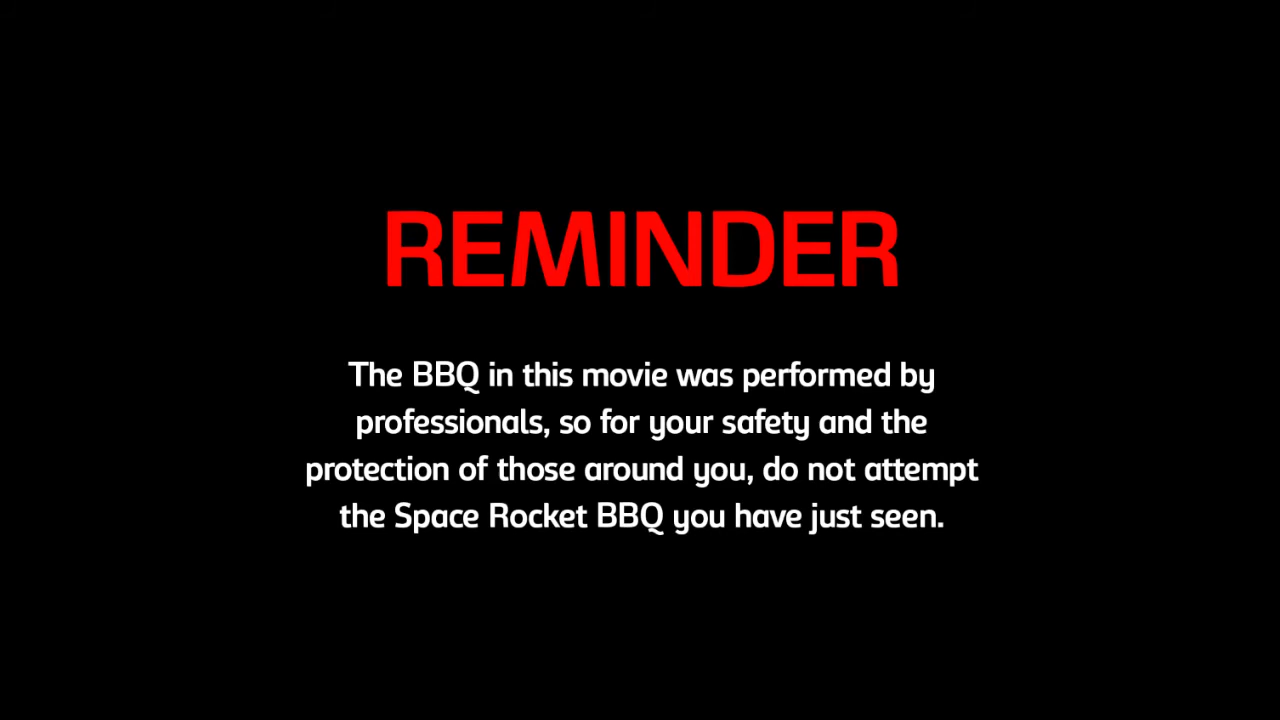 REMINDER
The BBQ in this movie was performed by
professionals, so for your safety and the
protection of those around you, do not attempt
the Space Rocket BBQ you have just seen.